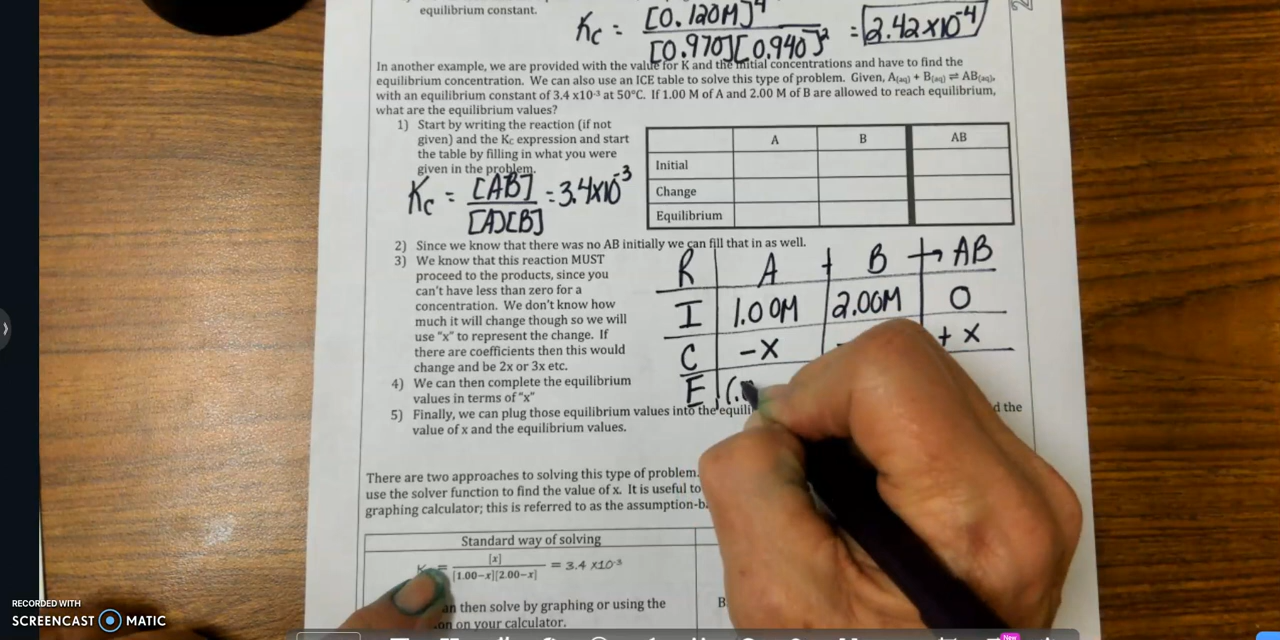 equilibrium constant.
Kc = [0.120M]⁴ / [0.970][0.940]² = 2.42x10⁻⁴
In another example, we are provided with the value for K and the initial concentrations and have to find the
equilibrium concentration. We can also use an ICE table to solve this type of problem. Given, A(aq) + B(aq) ⇌ AB(aq),
with an equilibrium constant of 3.4 x10⁻³ at 50°C. If 1.00 M of A and 2.00 M of B are allowed to reach equilibrium,
what are the equilibrium values?
1) Start by writing the reaction (if not
given) and the Kc expression and start
the table by filling in what you were
given in the problem.
A B AB
Initial
Change
Equilibrium
Kc = [AB] / [A][B] = 3.4x10⁻³
2) Since we know that there was no AB initially we can fill that in as well.
3) We know that this reaction MUST
proceed to the products, since you
can't have less than zero for a
concentration. We don't know how
much it will change though so we will
use "x" to represent the change. If
there are coefficients then this would
change and be 2x or 3x etc.
4) We can then complete the equilibrium
values in terms of "x"
R A + B → AB
I 1.00M 2.00M 0
C -x + x
E
5) Finally, we can plug those equilibrium values into the
value of x and the equilibrium values.
There are two approaches to solving this type of problem.
use the solver function to find the value of x. It is useful to
graphing calculator; this is referred to as the
Standard way of solving
[x] / [1.00−x][2.00−x] = 3.4 x10⁻³
then solve by graphing or using the
on your calculator.
RECORDED WITH
SCREENCAST MATIC
New